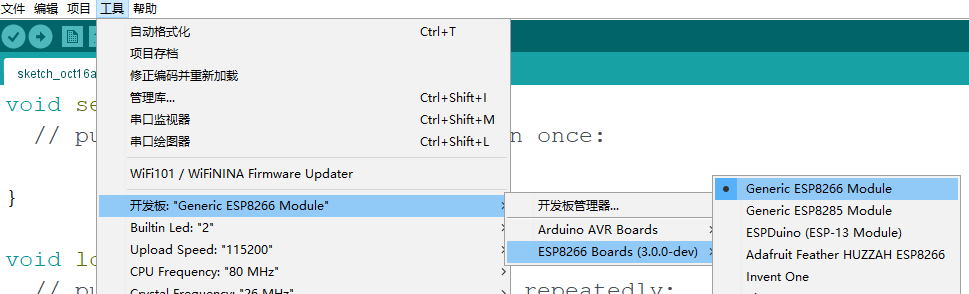 文件 编辑 项目 工具 帮助
sketch_oct16a
void se
// pu
n once:
}
void lo
// pu
repeatedly:
自动格式化 Ctrl+T
项目存档
修正编码并重新加载
管理库... Ctrl+Shift+I
串口监视器 Ctrl+Shift+M
串口绘图器 Ctrl+Shift+L
WiFi101 / WiFiNINA Firmware Updater
开发板: "Generic ESP8266 Module"
Builtin Led: "2"
Upload Speed: "115200"
CPU Frequency: "80 MHz"
Crystal Frequency: "26 MHz"
开发板管理器...
Arduino AVR Boards
ESP8266 Boards (3.0.0-dev)
Generic ESP8266 Module
Generic ESP8285 Module
ESPDuino (ESP-13 Module)
Adafruit Feather HUZZAH ESP8266
Invent One